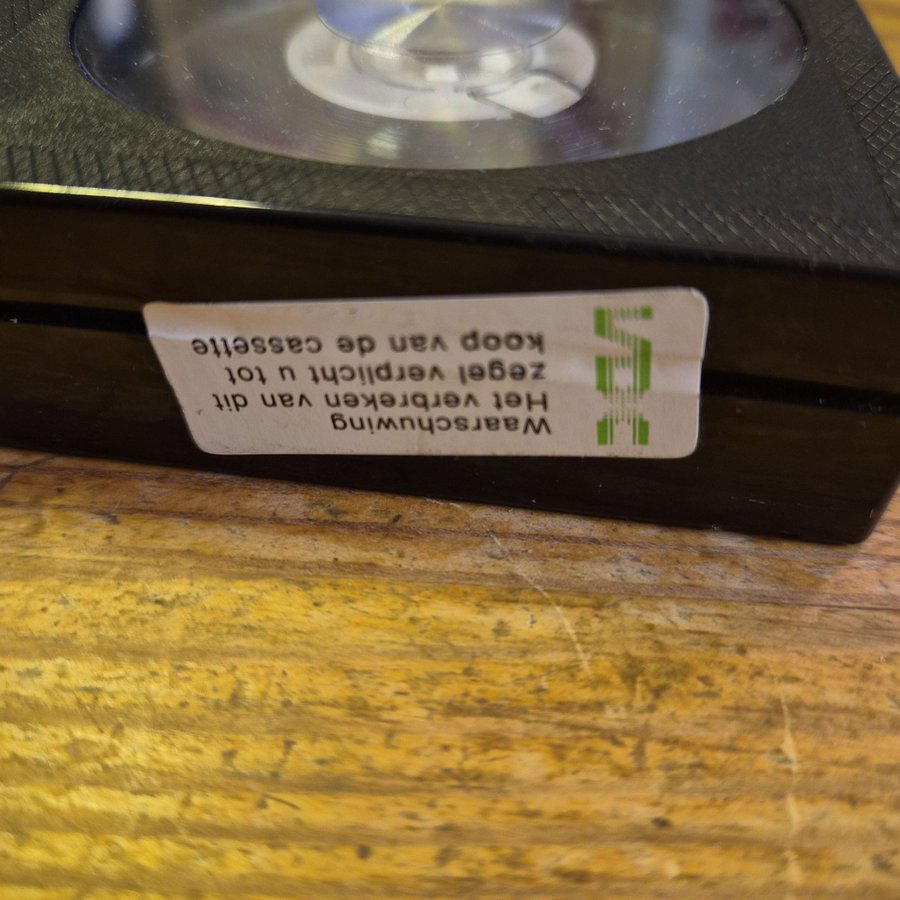 Waarschuwing
Het verbreken van dit
zegel verplicht u tot
koop van de cassette